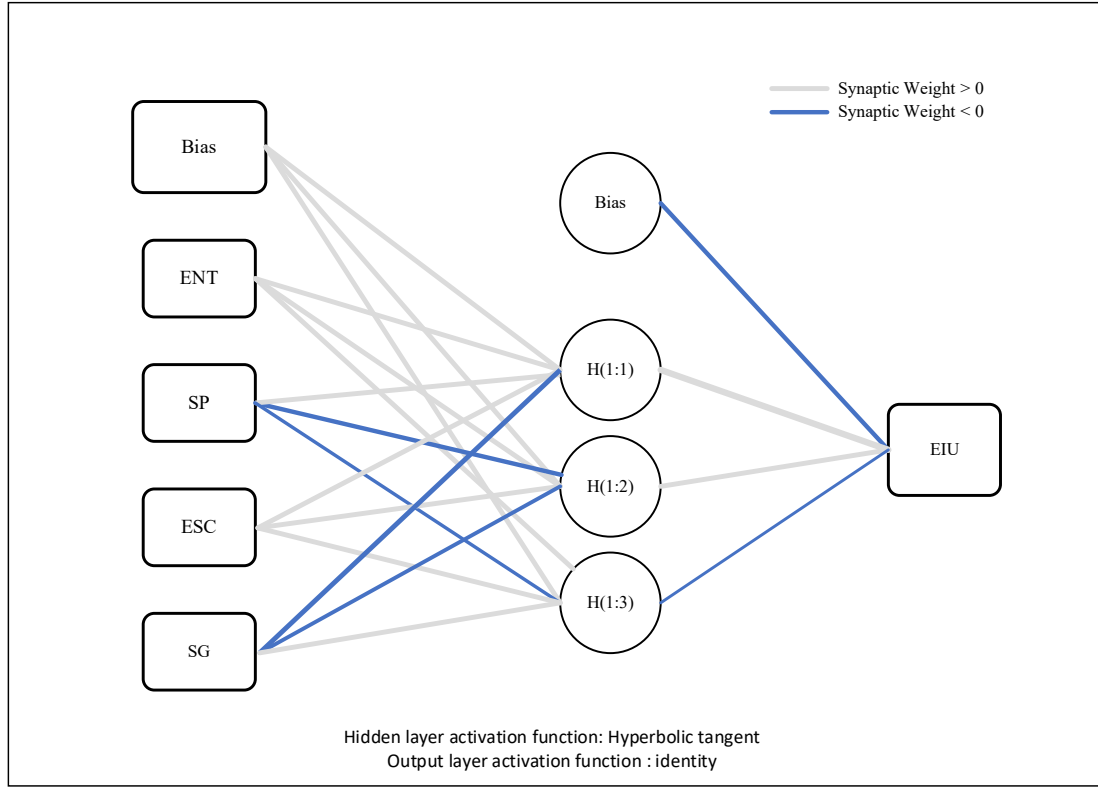 Synaptic Weight > 0
Synaptic Weight < 0
Bias
ENT
SP
ESC
SG
Bias
H(1:1)
H(1:2)
H(1:3)
EIU
Hidden layer activation function: Hyperbolic tangent
Output layer activation function : identity